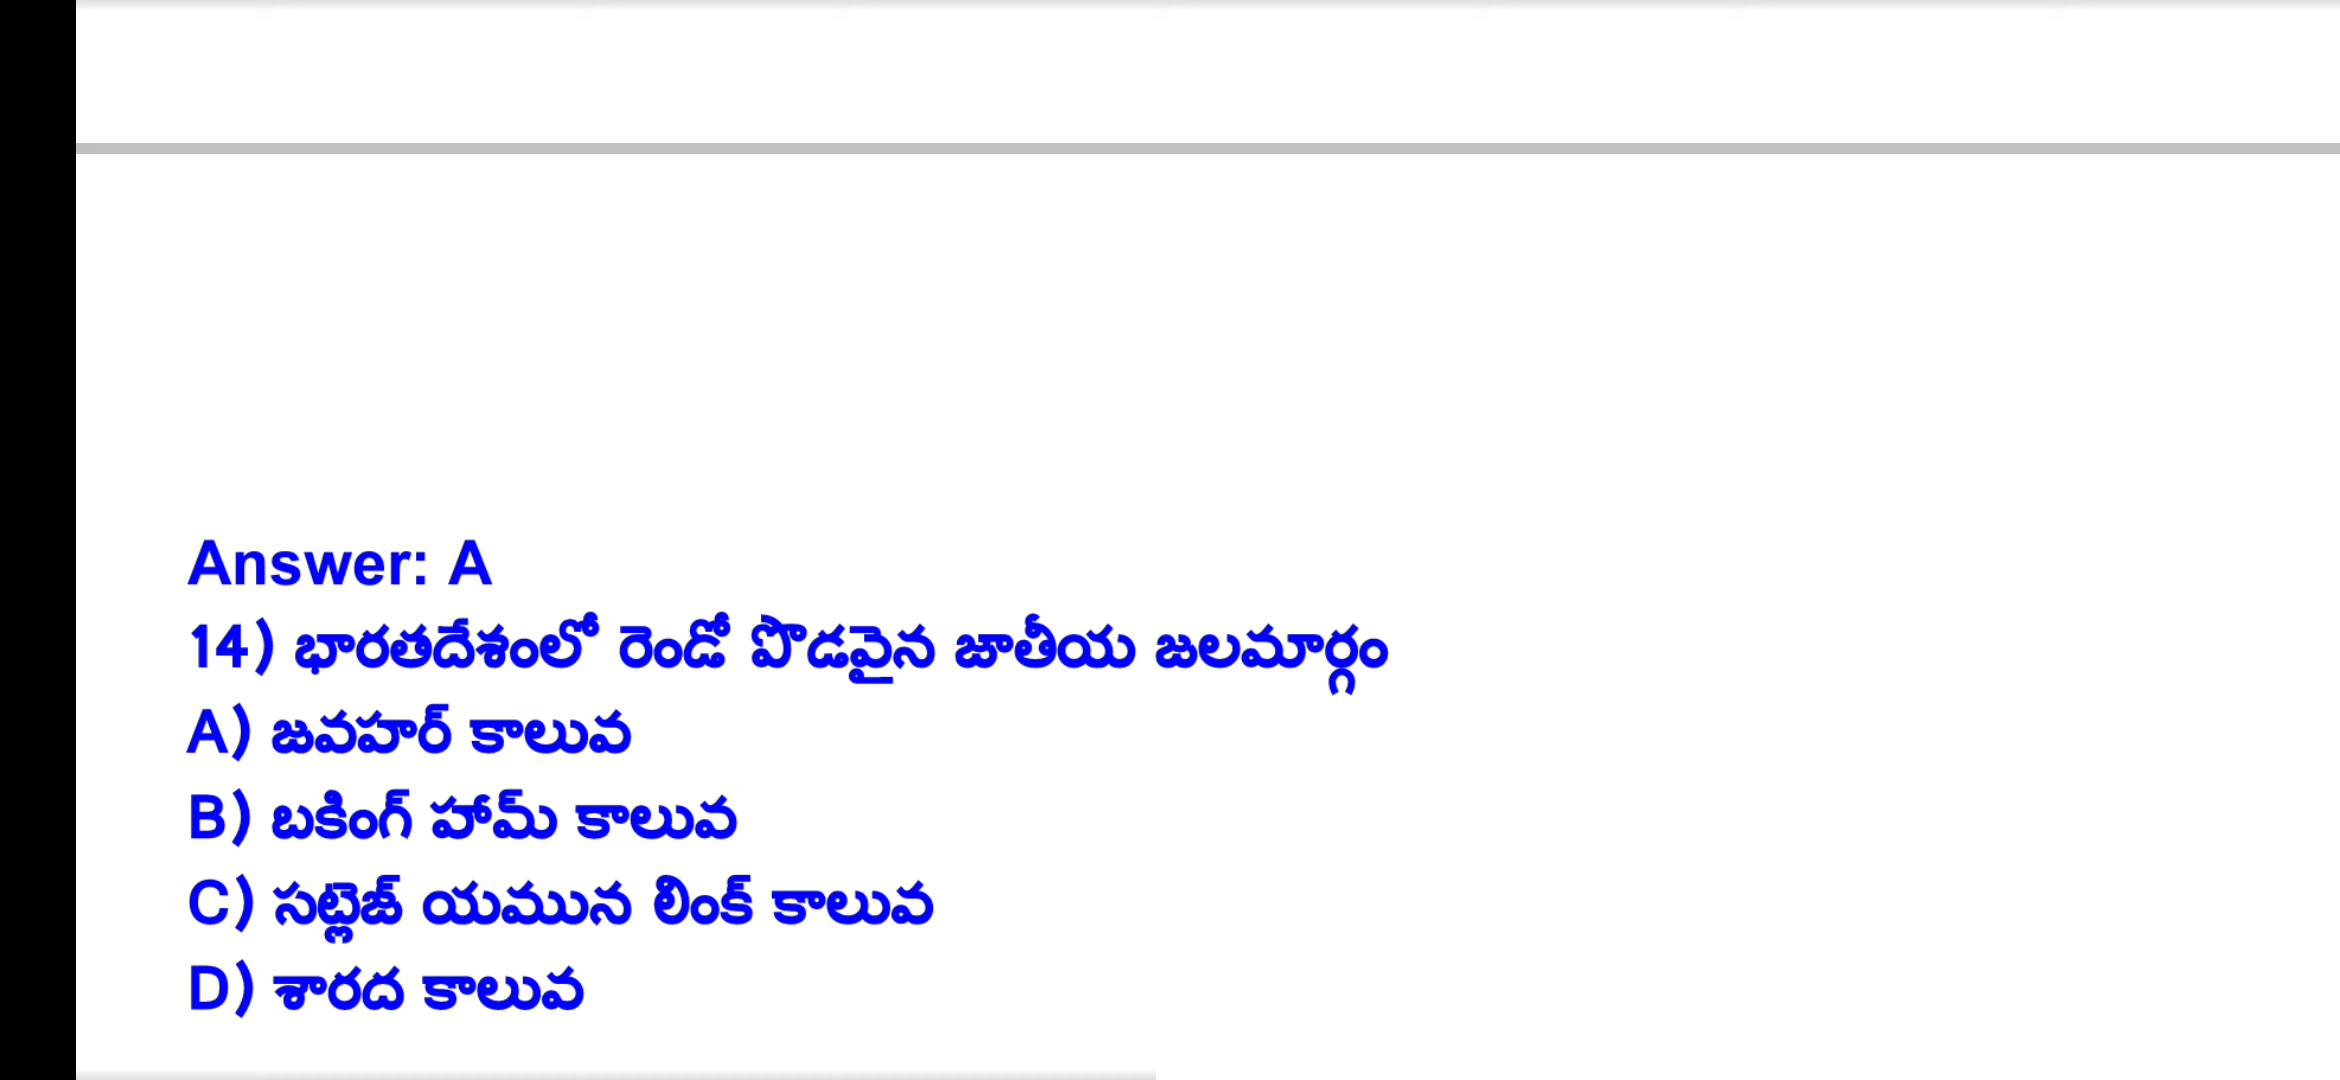 Answer: A
14) భారతదేశంలో రెండో పొడవైన జాతీయ జలమార్గం
A) జవహర్ కాలువ
B) బకింగ్ హామ్ కాలువ
C) సట్లెజ్ యమున లింక్ కాలువ
D) శారద కాలువ